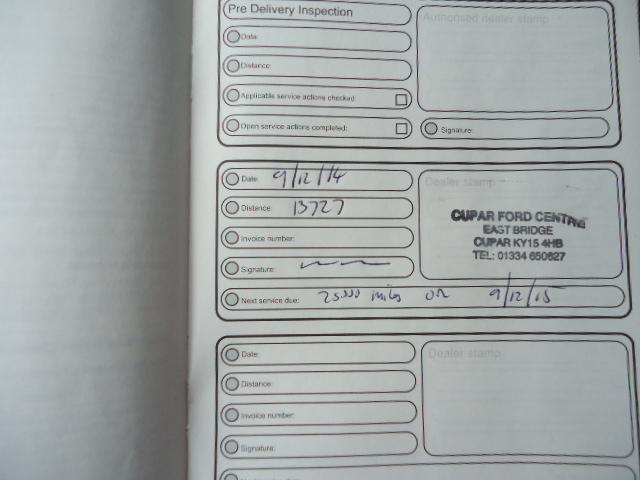 Pre Delivery Inspection
Authorised dealer stamp
Date:
Distance:
Applicable service actions checked:
Open service actions completed:
Signature:
Date: 9/12/14
Dealer stamp
Distance: 13727
CUPAR FORD CENTRE
EAST BRIDGE
CUPAR KY15 4HB
TEL: 01334 650627
Invoice number:
Signature:
Next service due: 25000 miles OR 9/12/15
Date:
Dealer stamp
Distance:
Invoice number:
Signature: